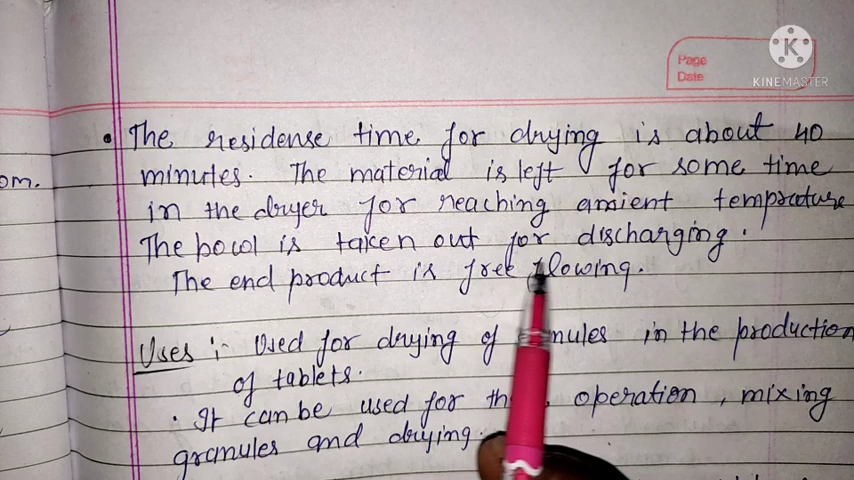 Page
Date
KINEMASTER
om.
• The residense time for drying is about 40
minutes. The material is left for some time
in the dryer for reaching amient temprature
The bowl is taken out for discharging.
The end product is free flowing.
Uses :- Used for drying of in the production
of tablets.
• It can be used for operation, mixing
granules and drying.